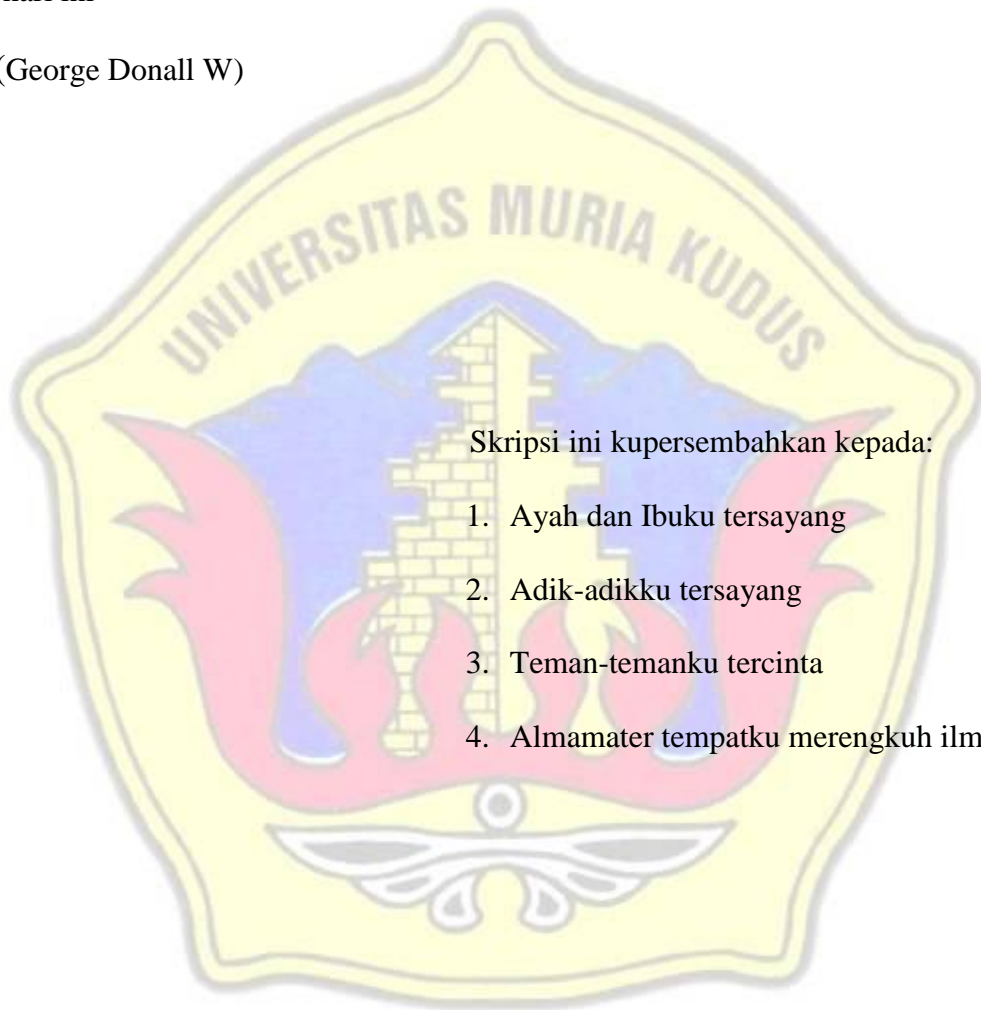 (George Donall W)
UNIVERSITAS MURIA KUDUS
Skripsi ini kupersembahkan kepada:
1. Ayah dan Ibuku tersayang
2. Adik-adikku tersayang
3. Teman-temanku tercinta
4. Almamater tempatku merengkuh